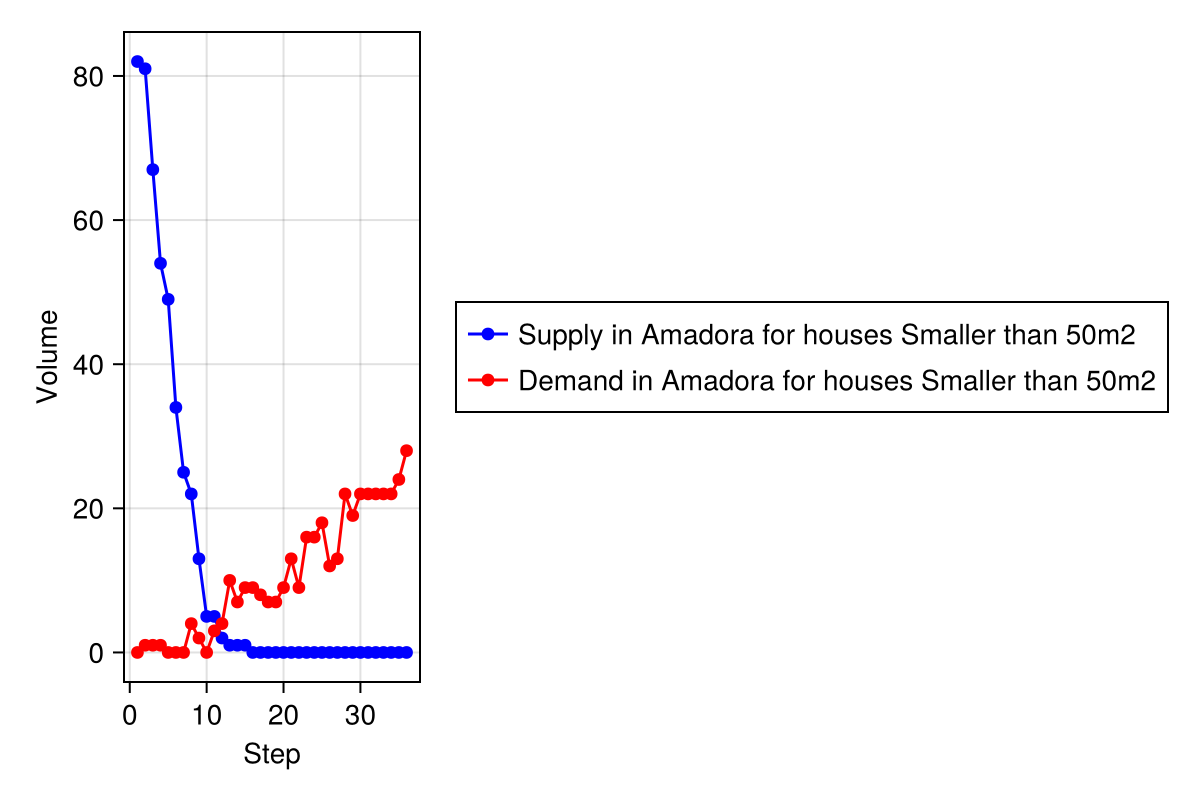 Volume
80
60
40
20
0
0 10 20 30
Step
Supply in Amadora for houses Smaller than 50m2
Demand in Amadora for houses Smaller than 50m2